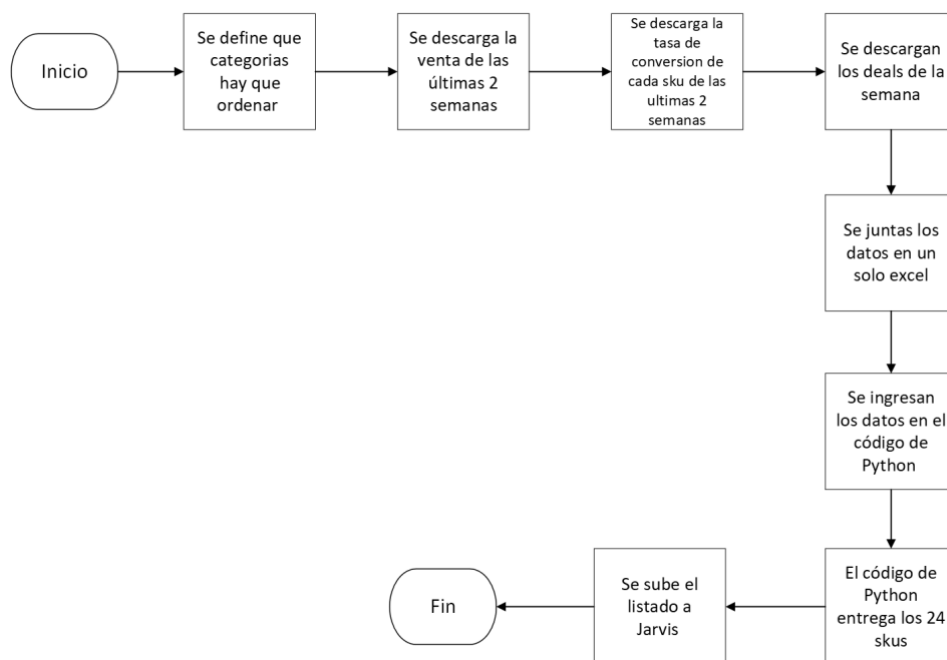 Inicio
Se define que
categorias
hay que
ordenar
Se descarga la
venta de las
últimas 2
semanas
Se descarga la
tasa de
conversion de
cada sku de las
ultimas 2
semanas
Se descargan
los deals de la
semana
Se juntas los
datos en un
solo excel
Se ingresan
los datos en el
código de
Python
El código de
Python
entrega los 24
skus
Se sube el
listado a
Jarvis
Fin